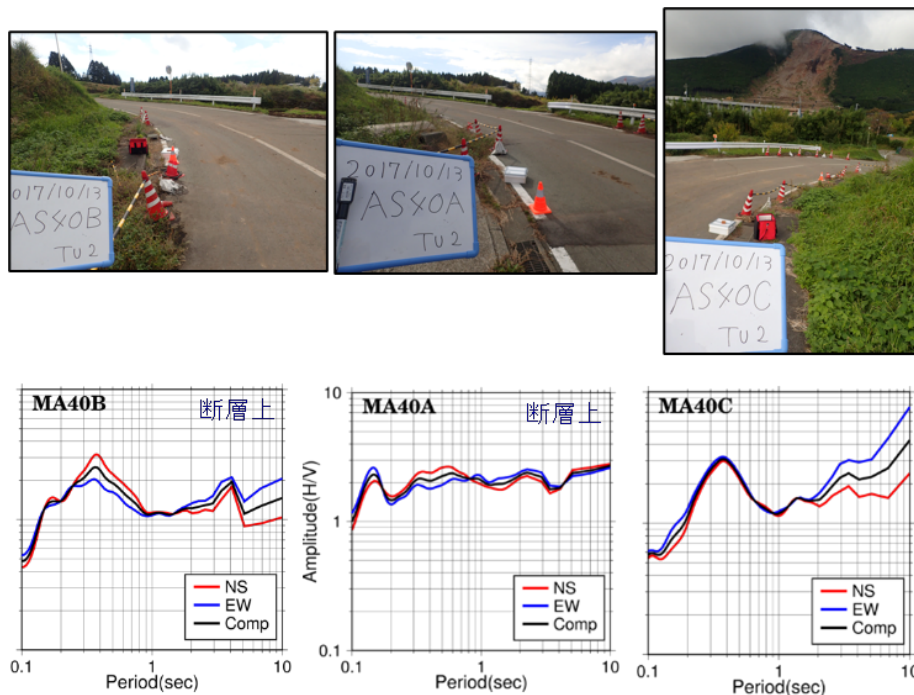 2017/10/13
AS40B
TU2
2017/10/13
AS40A
TU2
2017/10/13
AS40C
TU2
MA40B
断層上
NS
EW
Comp
0.1
1
10
Period(sec)
MA40A
断層上
10
1
0.1
Amplitude(H/V)
NS
EW
Comp
0.1
1
10
Period(sec)
MA40C
NS
EW
Comp
0.1
1
10
Period(sec)